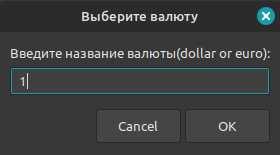 Выберите валюту
Введите название валюты(dollar or euro):
1
Cancel OK